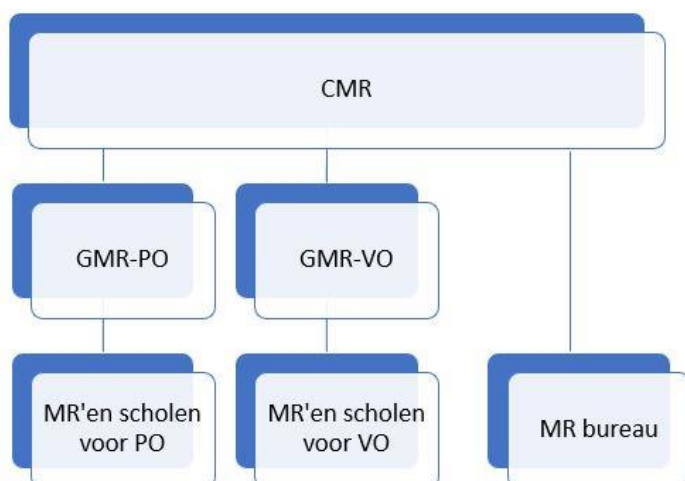 CMR
GMR-PO
GMR-VO
MR'en scholen
voor PO
MR'en scholen
voor VO
MR bureau